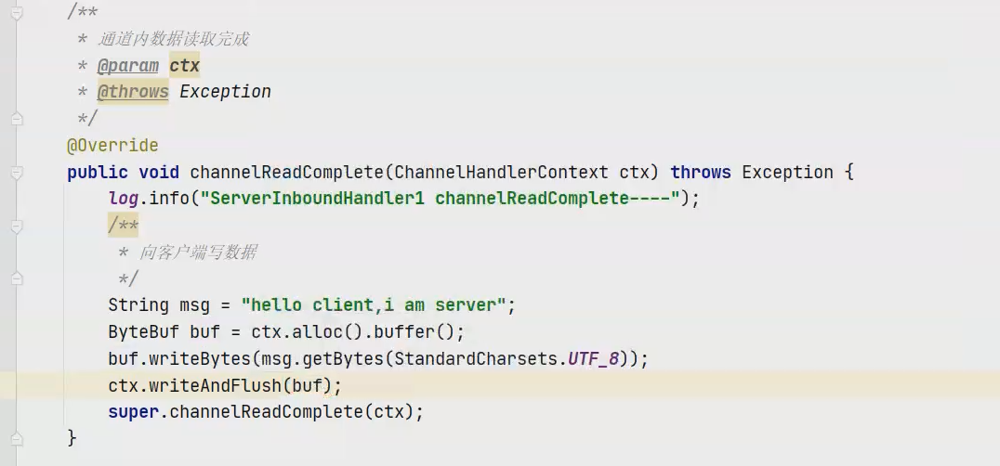 /**
 * 通道内数据读取完成
 * @param ctx
 * @throws Exception
 */
@Override
public void channelReadComplete(ChannelHandlerContext ctx) throws Exception {
    log.info("ServerInboundHandler1 channelReadComplete----");
    /**
     * 向客户端写数据
     */
    String msg = "hello client,i am server";
    ByteBuf buf = ctx.alloc().buffer();
    buf.writeBytes(msg.getBytes(StandardCharsets.UTF_8));
    ctx.writeAndFlush(buf);
    super.channelReadComplete(ctx);
}